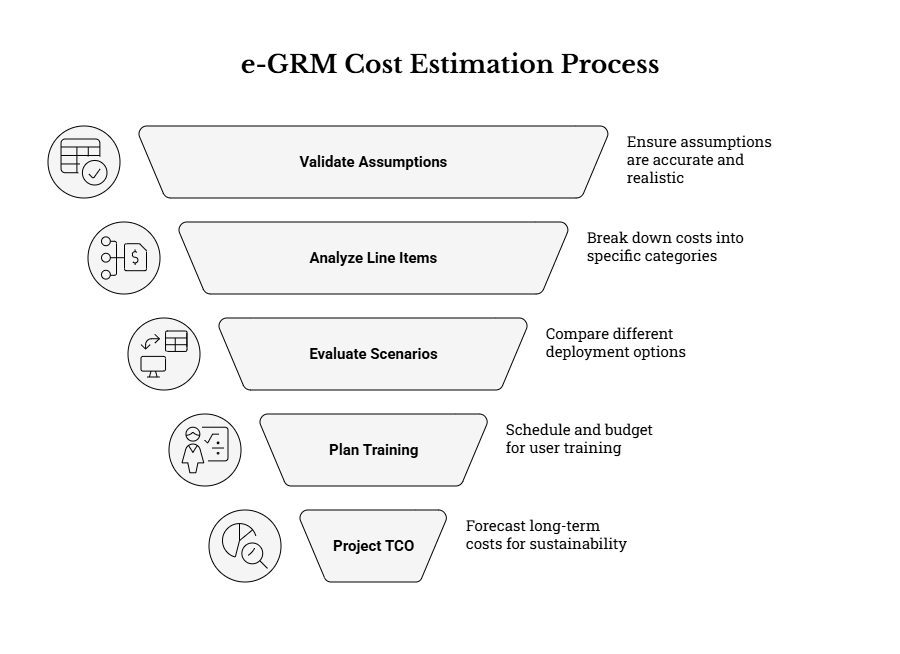 e-GRM Cost Estimation Process
Validate Assumptions
Ensure assumptions
are accurate and
realistic
Analyze Line Items
Break down costs into
specific categories
Evaluate Scenarios
Compare different
deployment options
Plan Training
Schedule and budget
for user training
Project TCO
Forecast long-term
costs for sustainability